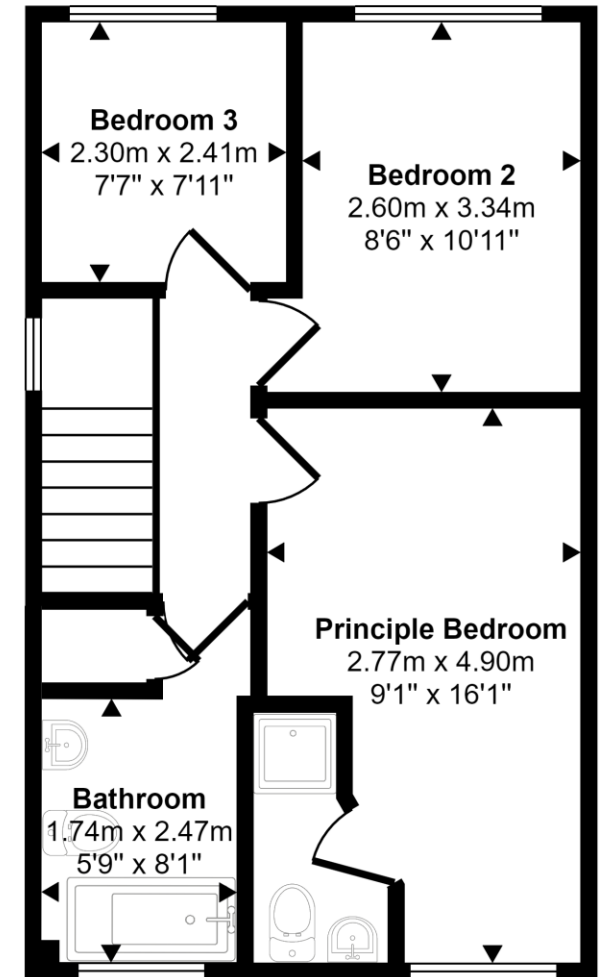 Bedroom 3
2.30m x 2.41m
7'7" x 7'11"
Bedroom 2
2.60m x 3.34m
8'6" x 10'11"
Principle Bedroom
2.77m x 4.90m
9'1" x 16'1"
Bathroom
1.74m x 2.47m
5'9" x 8'1"